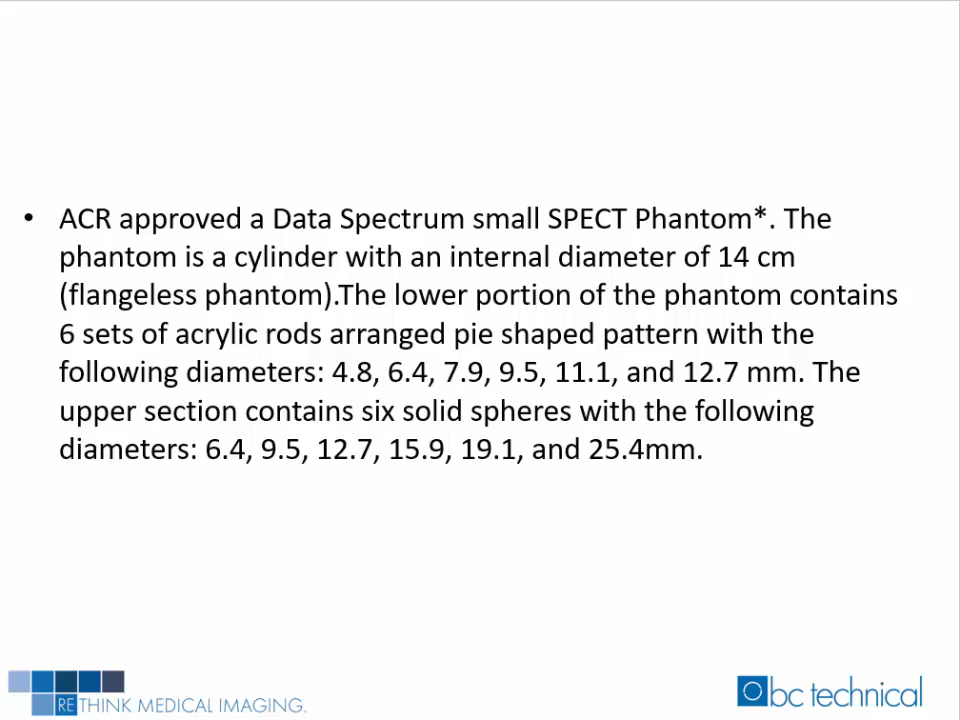 • ACR approved a Data Spectrum small SPECT Phantom*. The
phantom is a cylinder with an internal diameter of 14 cm
(flangeless phantom).The lower portion of the phantom contains
6 sets of acrylic rods arranged pie shaped pattern with the
following diameters: 4.8, 6.4, 7.9, 9.5, 11.1, and 12.7 mm. The
upper section contains six solid spheres with the following
diameters: 6.4, 9.5, 12.7, 15.9, 19.1, and 25.4mm.
RETHINK MEDICAL IMAGING.
bc technical